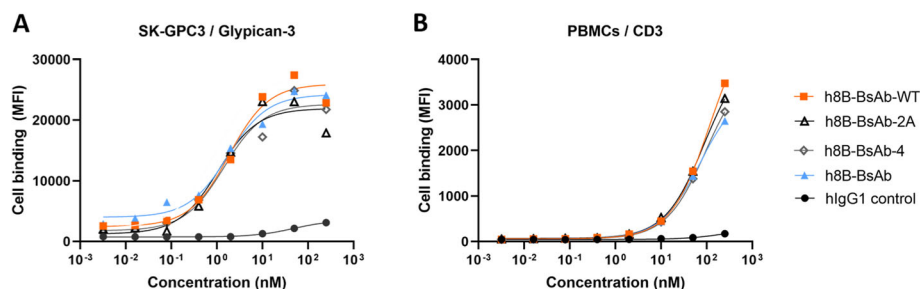 A
SK-GPC3 / Glypican-3
Cell binding (MFI)
30000
20000
10000
0
10-3 10-2 10-1 100 101 102 103
Concentration (nM)
B
PBMCs / CD3
Cell binding (MFI)
4000
3000
2000
1000
0
10-3 10-2 10-1 100 101 102 103
Concentration (nM)
h8B-BsAb-WT
h8B-BsAb-2A
h8B-BsAb-4
h8B-BsAb
hIgG1 control